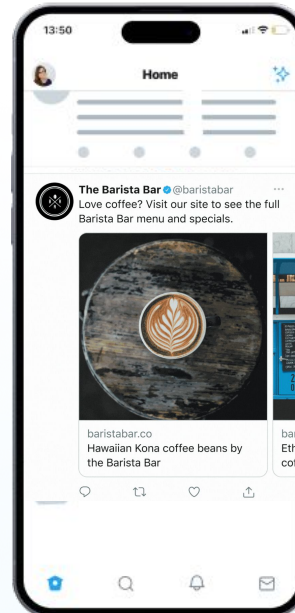 13:50
Home
The Barista Bar @baristabar
Love coffee? Visit our site to see the full
Barista Bar menu and specials.
baristabar.co
Hawaiian Kona coffee beans by
the Barista Bar
bar
Eth
cof